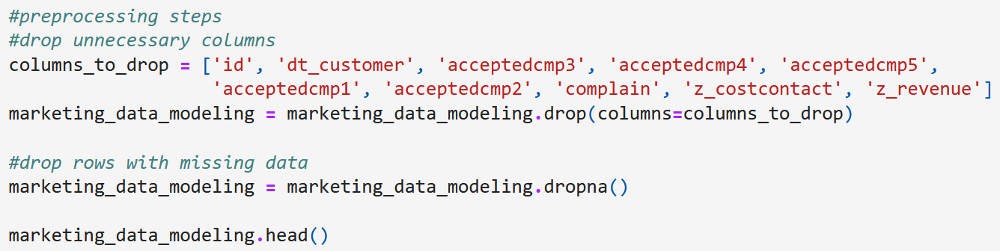 #preprocessing steps
#drop unnecessary columns
columns_to_drop = ['id', 'dt_customer', 'acceptedcmp3', 'acceptedcmp4', 'acceptedcmp5',
'acceptedcmp1', 'acceptedcmp2', 'complain', 'z_costcontact', 'z_revenue']
marketing_data_modeling = marketing_data_modeling.drop(columns=columns_to_drop)
#drop rows with missing data
marketing_data_modeling = marketing_data_modeling.dropna()
marketing_data_modeling.head()